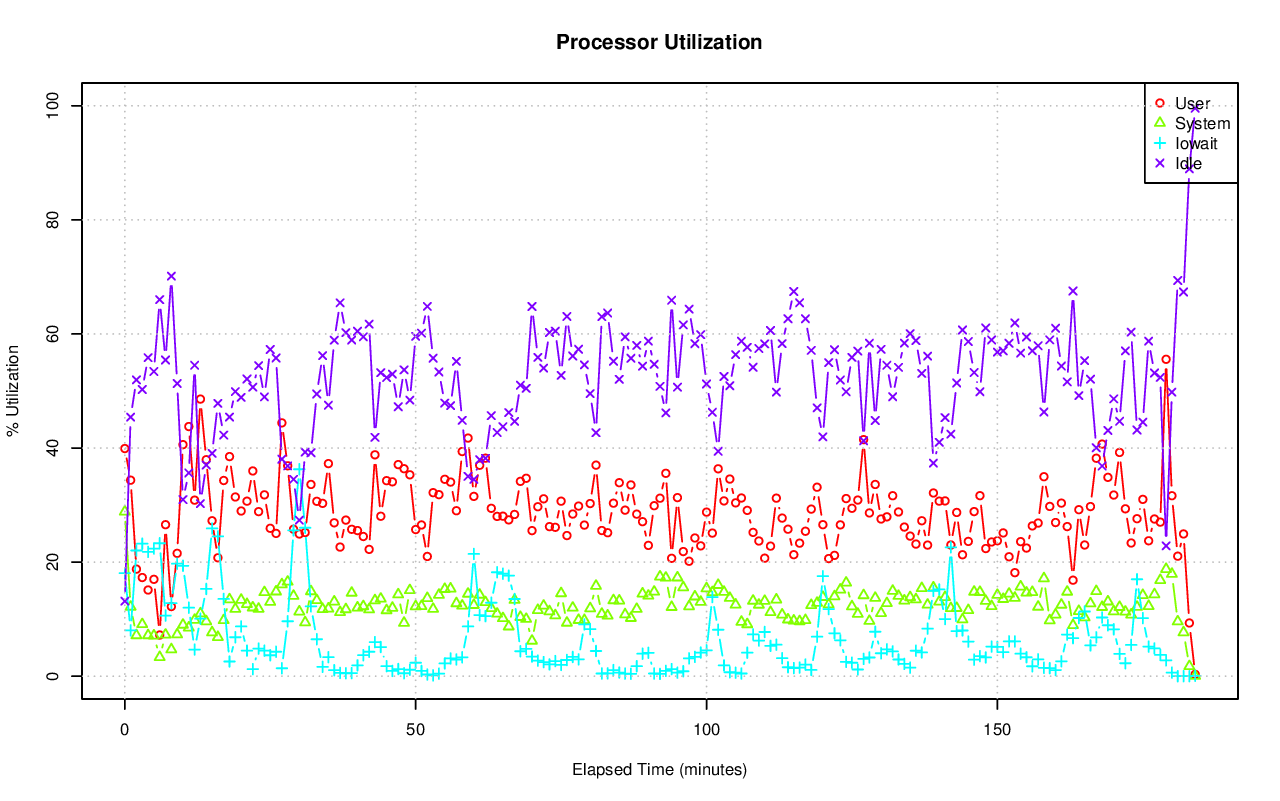 Processor Utilization
% Utilization
100
80
60
40
20
0
User
System
Iowait
Idle
0 50 100 150
Elapsed Time (minutes)